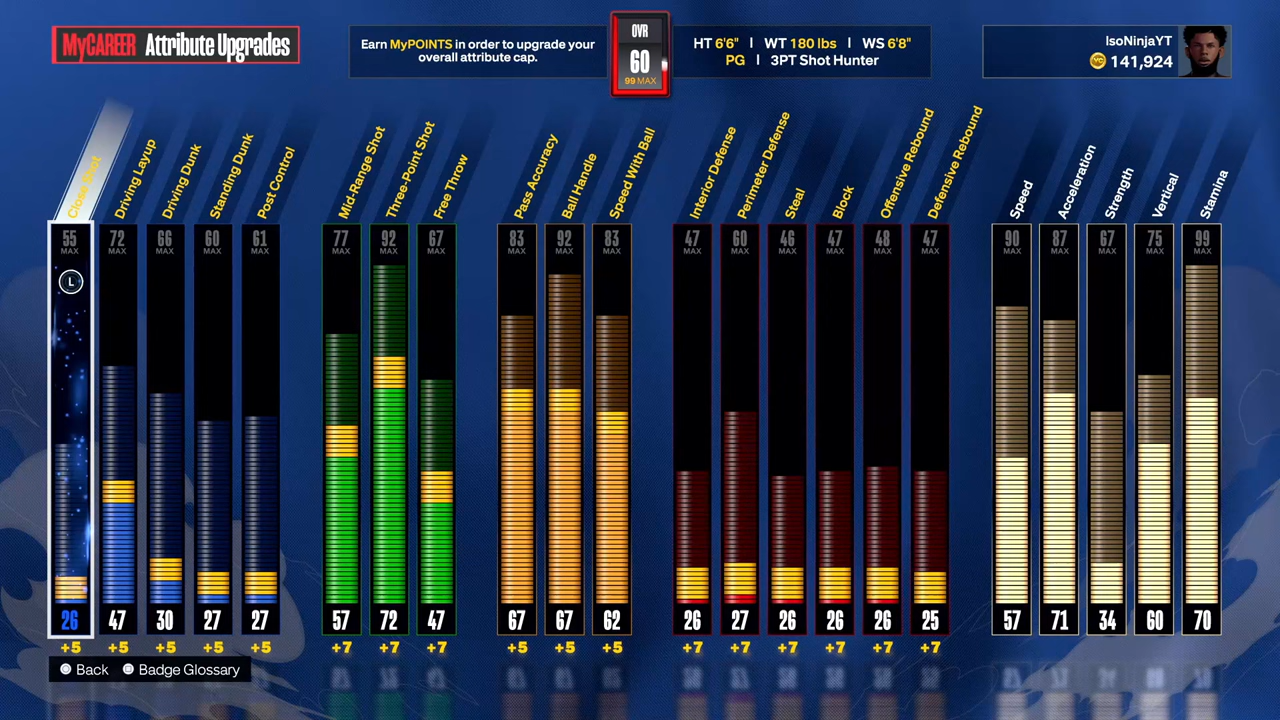 MyCAREER Attribute Upgrades
Earn MyPOINTS in order to upgrade your
overall attribute cap.
OVR
60
99 MAX
HT 6'6" | WT 180 lbs | WS 6'8"
PG | 3PT Shot Hunter
IsoNinjaYT
VC 141,924
Close Shot
Driving Layup
Driving Dunk
Standing Dunk
Post Control
Mid-Range Shot
Three-Point Shot
Free Throw
Pass Accuracy
Ball Handle
Speed With Ball
Interior Defense
Perimeter Defense
Steal
Block
Offensive Rebound
Defensive Rebound
Speed
Acceleration
Strength
Vertical
Stamina
55 72 66 60 61 77 92 67 83 92 83 47 60 46 47 48 47 90 87 67 75 99
MAX MAX MAX MAX MAX MAX MAX MAX MAX MAX MAX MAX MAX MAX MAX MAX MAX MAX MAX MAX MAX MAX
L
26 47 30 27 27 57 72 47 67 67 62 26 27 26 26 26 25 57 71 34 60 70
+5 +5 +5 +5 +5 +7 +7 +7 +5 +5 +5 +7 +7 +7 +7 +7 +7
Back Badge Glossary